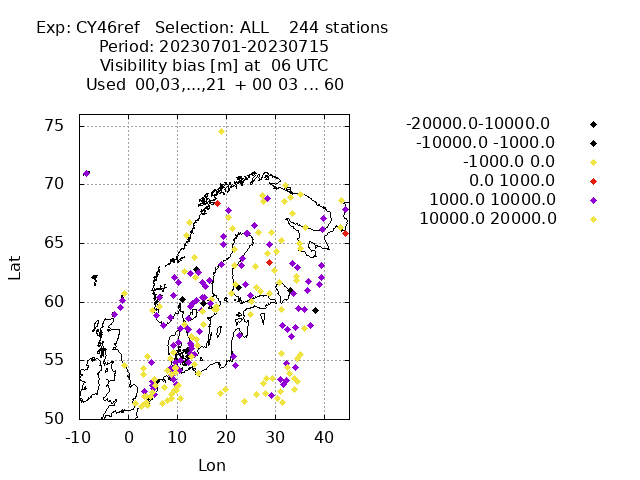 Exp: CY46ref   Selection: ALL    244 stations
Period: 20230701-20230715
Visibility bias [m] at  06 UTC
Used  00,03,...,21  + 00 03 ... 60
-20000.0-10000.0
-10000.0 -1000.0
-1000.0 0.0
0.0 1000.0
1000.0 10000.0
10000.0 20000.0
75
70
65
60
55
50
Lat
-10 0 10 20 30 40
Lon